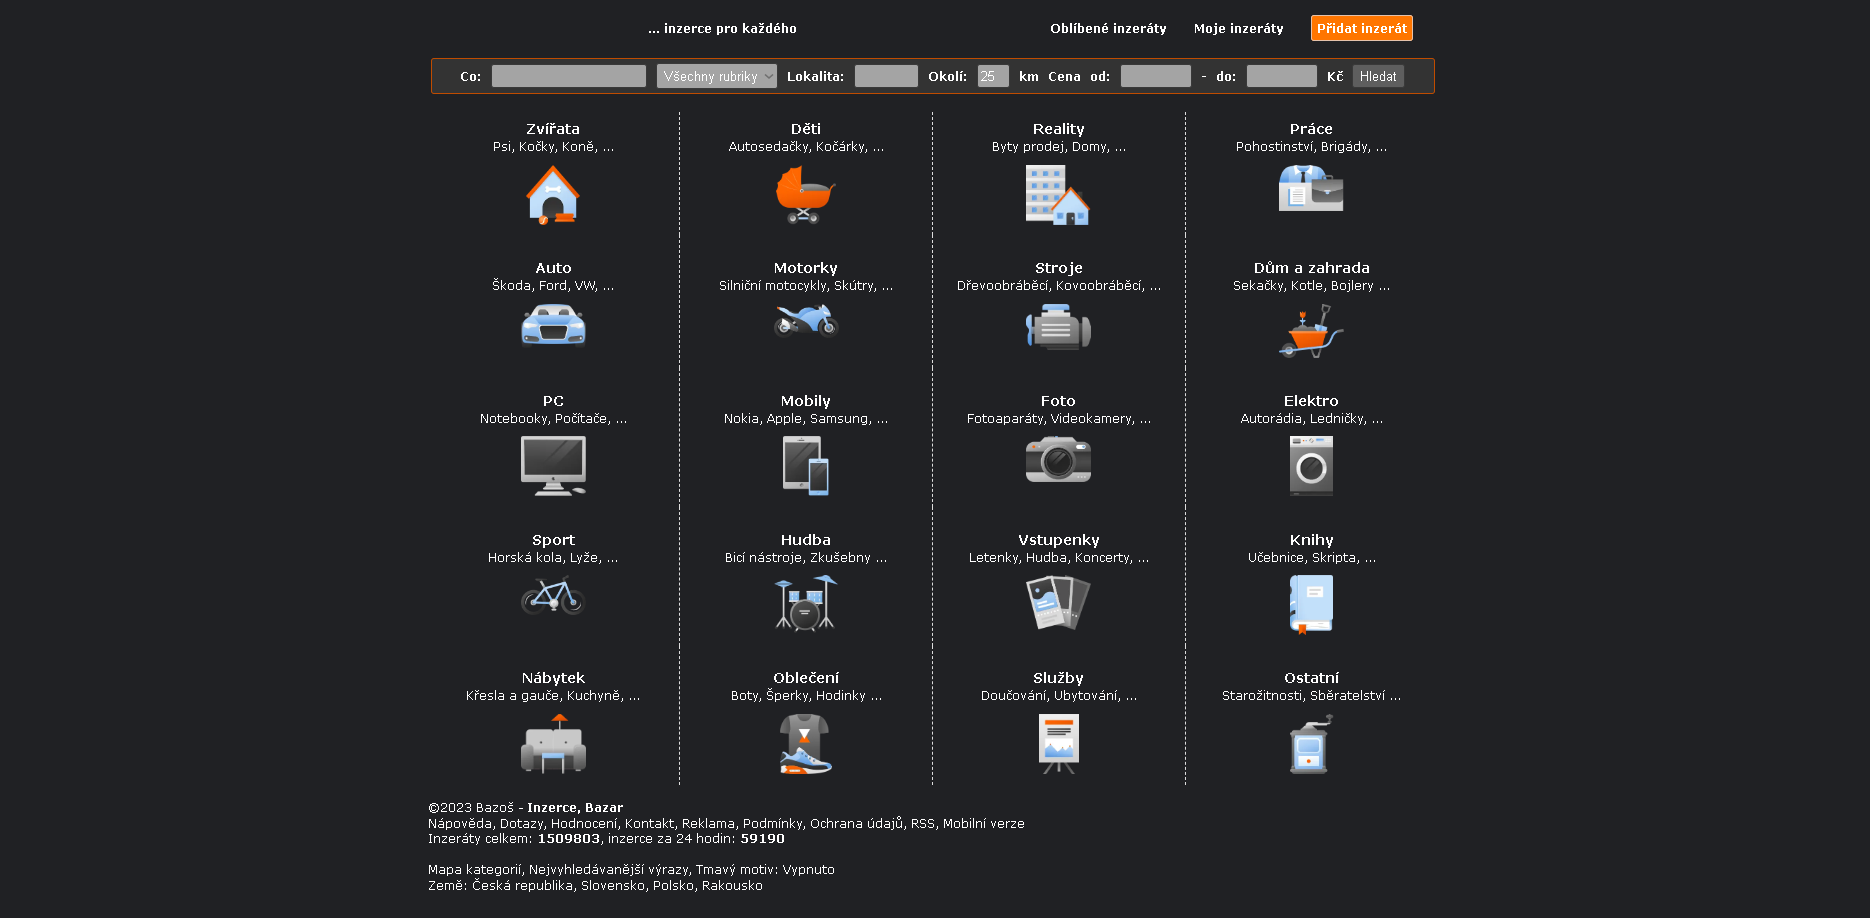 ... inzerce pro každého
Oblíbené inzeráty Moje inzeráty Přidat inzerát
Co: Všechny rubriky Lokalita: Okolí: 25 km Cena od: - do: Kč Hledat
Zvířata
Psi, Kočky, Koně, ...
Děti
Autosedačky, Kočárky, ...
Reality
Byty prodej, Domy, ...
Práce
Pohostinství, Brigády, ...
Auto
Škoda, Ford, VW, ...
Motorky
Silniční motocykly, Skútry, ...
Stroje
Dřevoobráběcí, Kovoobráběcí, ...
Dům a zahrada
Sekačky, Kotle, Bojlery ...
PC
Notebooky, Počítače, ...
Mobily
Nokia, Apple, Samsung, ...
Foto
Fotoaparáty, Videokamery, ...
Elektro
Autorádia, Ledničky, ...
Sport
Horská kola, Lyže, ...
Hudba
Bicí nástroje, Zkušebny ...
Vstupenky
Letenky, Hudba, Koncerty, ...
Knihy
Učebnice, Skripta, ...
Nábytek
Křesla a gauče, Kuchyně, ...
Oblečení
Boty, Šperky, Hodinky ...
Služby
Doučování, Ubytování, ...
Ostatní
Starožitnosti, Sběratelství ...
©2023 Bazoš - Inzerce, Bazar
Nápověda, Dotazy, Hodnocení, Kontakt, Reklama, Podmínky, Ochrana údajů, RSS, Mobilní verze
Inzeráty celkem: 1509803, inzerce za 24 hodin: 59190
Mapa kategorií, Nejvyhledávanější výrazy, Tmavý motiv: Vypnuto
Země: Česká republika, Slovensko, Polsko, Rakousko